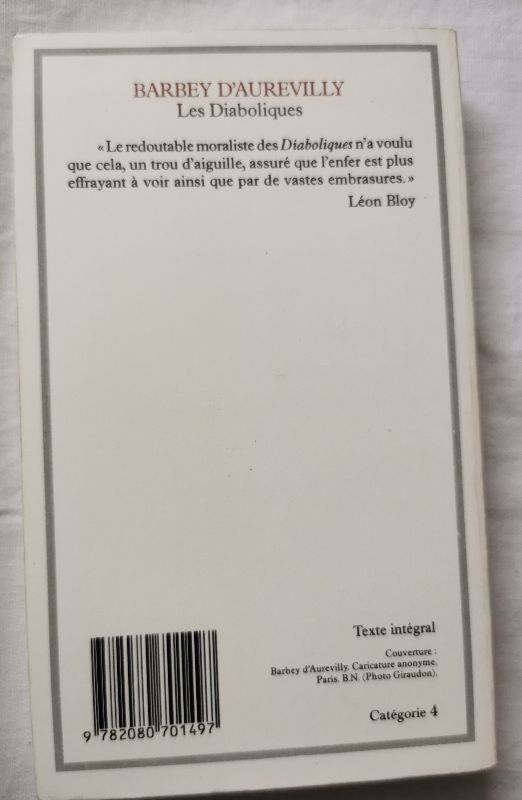 BARBEY D'AUREVILLY
Les Diaboliques
« Le redoutable moraliste des Diaboliques n'a voulu
que cela, un trou d'aiguille, assuré que l'enfer est plus
effrayant à voir ainsi que par de vastes embrasures. »
Léon Bloy
Texte intégral
Couverture :
Barbey d'Aurevilly. Caricature anonyme.
Paris. B.N. (Photo Giraudon).
Catégorie 4
9 782080 701497